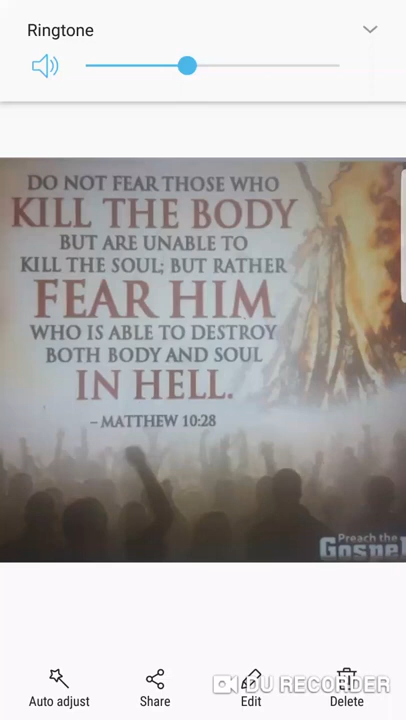 Ringtone
DO NOT FEAR THOSE WHO
KILL THE BODY
BUT ARE UNABLE TO
KILL THE SOUL; BUT RATHER
FEAR HIM
WHO IS ABLE TO DESTROY
BOTH BODY AND SOUL
IN HELL.
– MATTHEW 10:28
Preach the
Gospel
DU RECORDER
Auto adjust
Share
Edit
Delete